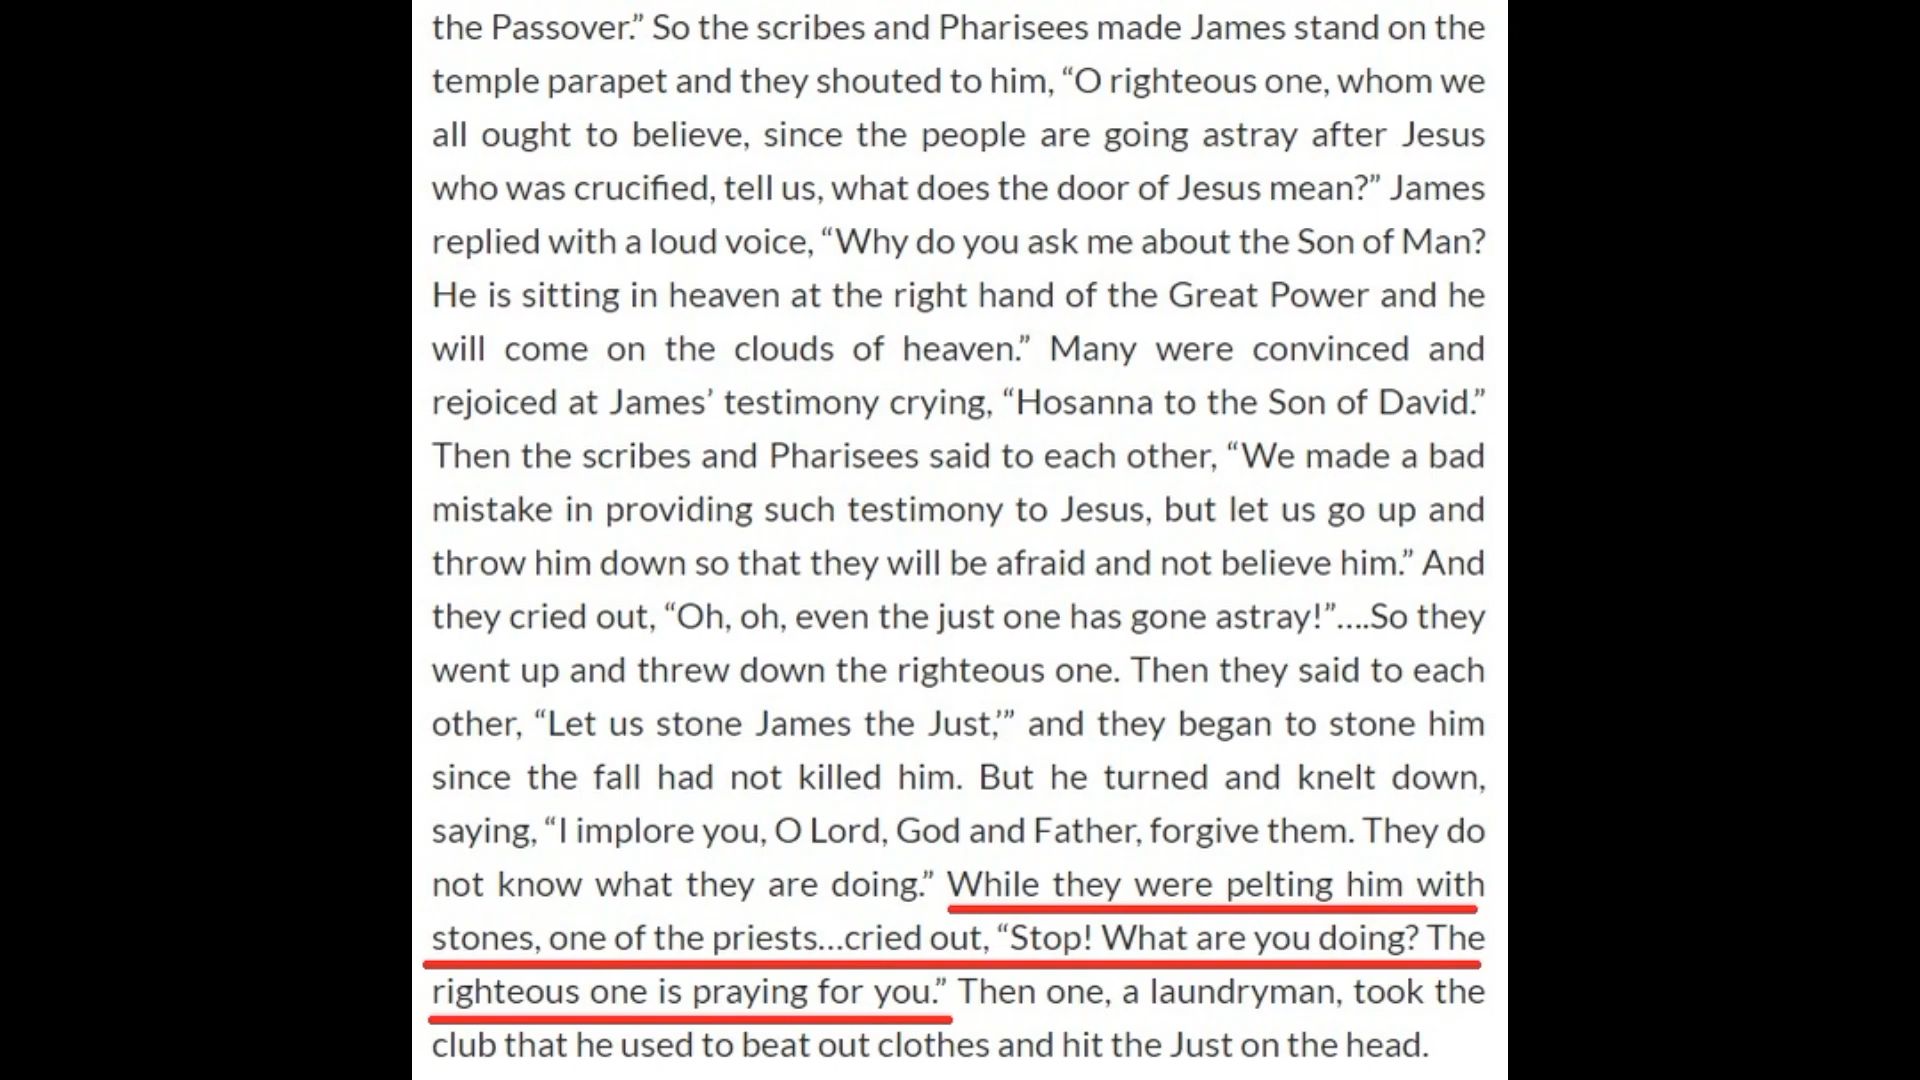 the Passover.” So the scribes and Pharisees made James stand on the
temple parapet and they shouted to him, “O righteous one, whom we
all ought to believe, since the people are going astray after Jesus
who was crucified, tell us, what does the door of Jesus mean?” James
replied with a loud voice, “Why do you ask me about the Son of Man?
He is sitting in heaven at the right hand of the Great Power and he
will come on the clouds of heaven.” Many were convinced and
rejoiced at James’ testimony crying, “Hosanna to the Son of David.”
Then the scribes and Pharisees said to each other, “We made a bad
mistake in providing such testimony to Jesus, but let us go up and
throw him down so that they will be afraid and not believe him.” And
they cried out, “Oh, oh, even the just one has gone astray!”....So they
went up and threw down the righteous one. Then they said to each
other, “Let us stone James the Just,’” and they began to stone him
since the fall had not killed him. But he turned and knelt down,
saying, “I implore you, O Lord, God and Father, forgive them. They do
not know what they are doing.” While they were pelting him with
stones, one of the priests...cried out, “Stop! What are you doing? The
righteous one is praying for you.” Then one, a laundryman, took the
club that he used to beat out clothes and hit the Just on the head.